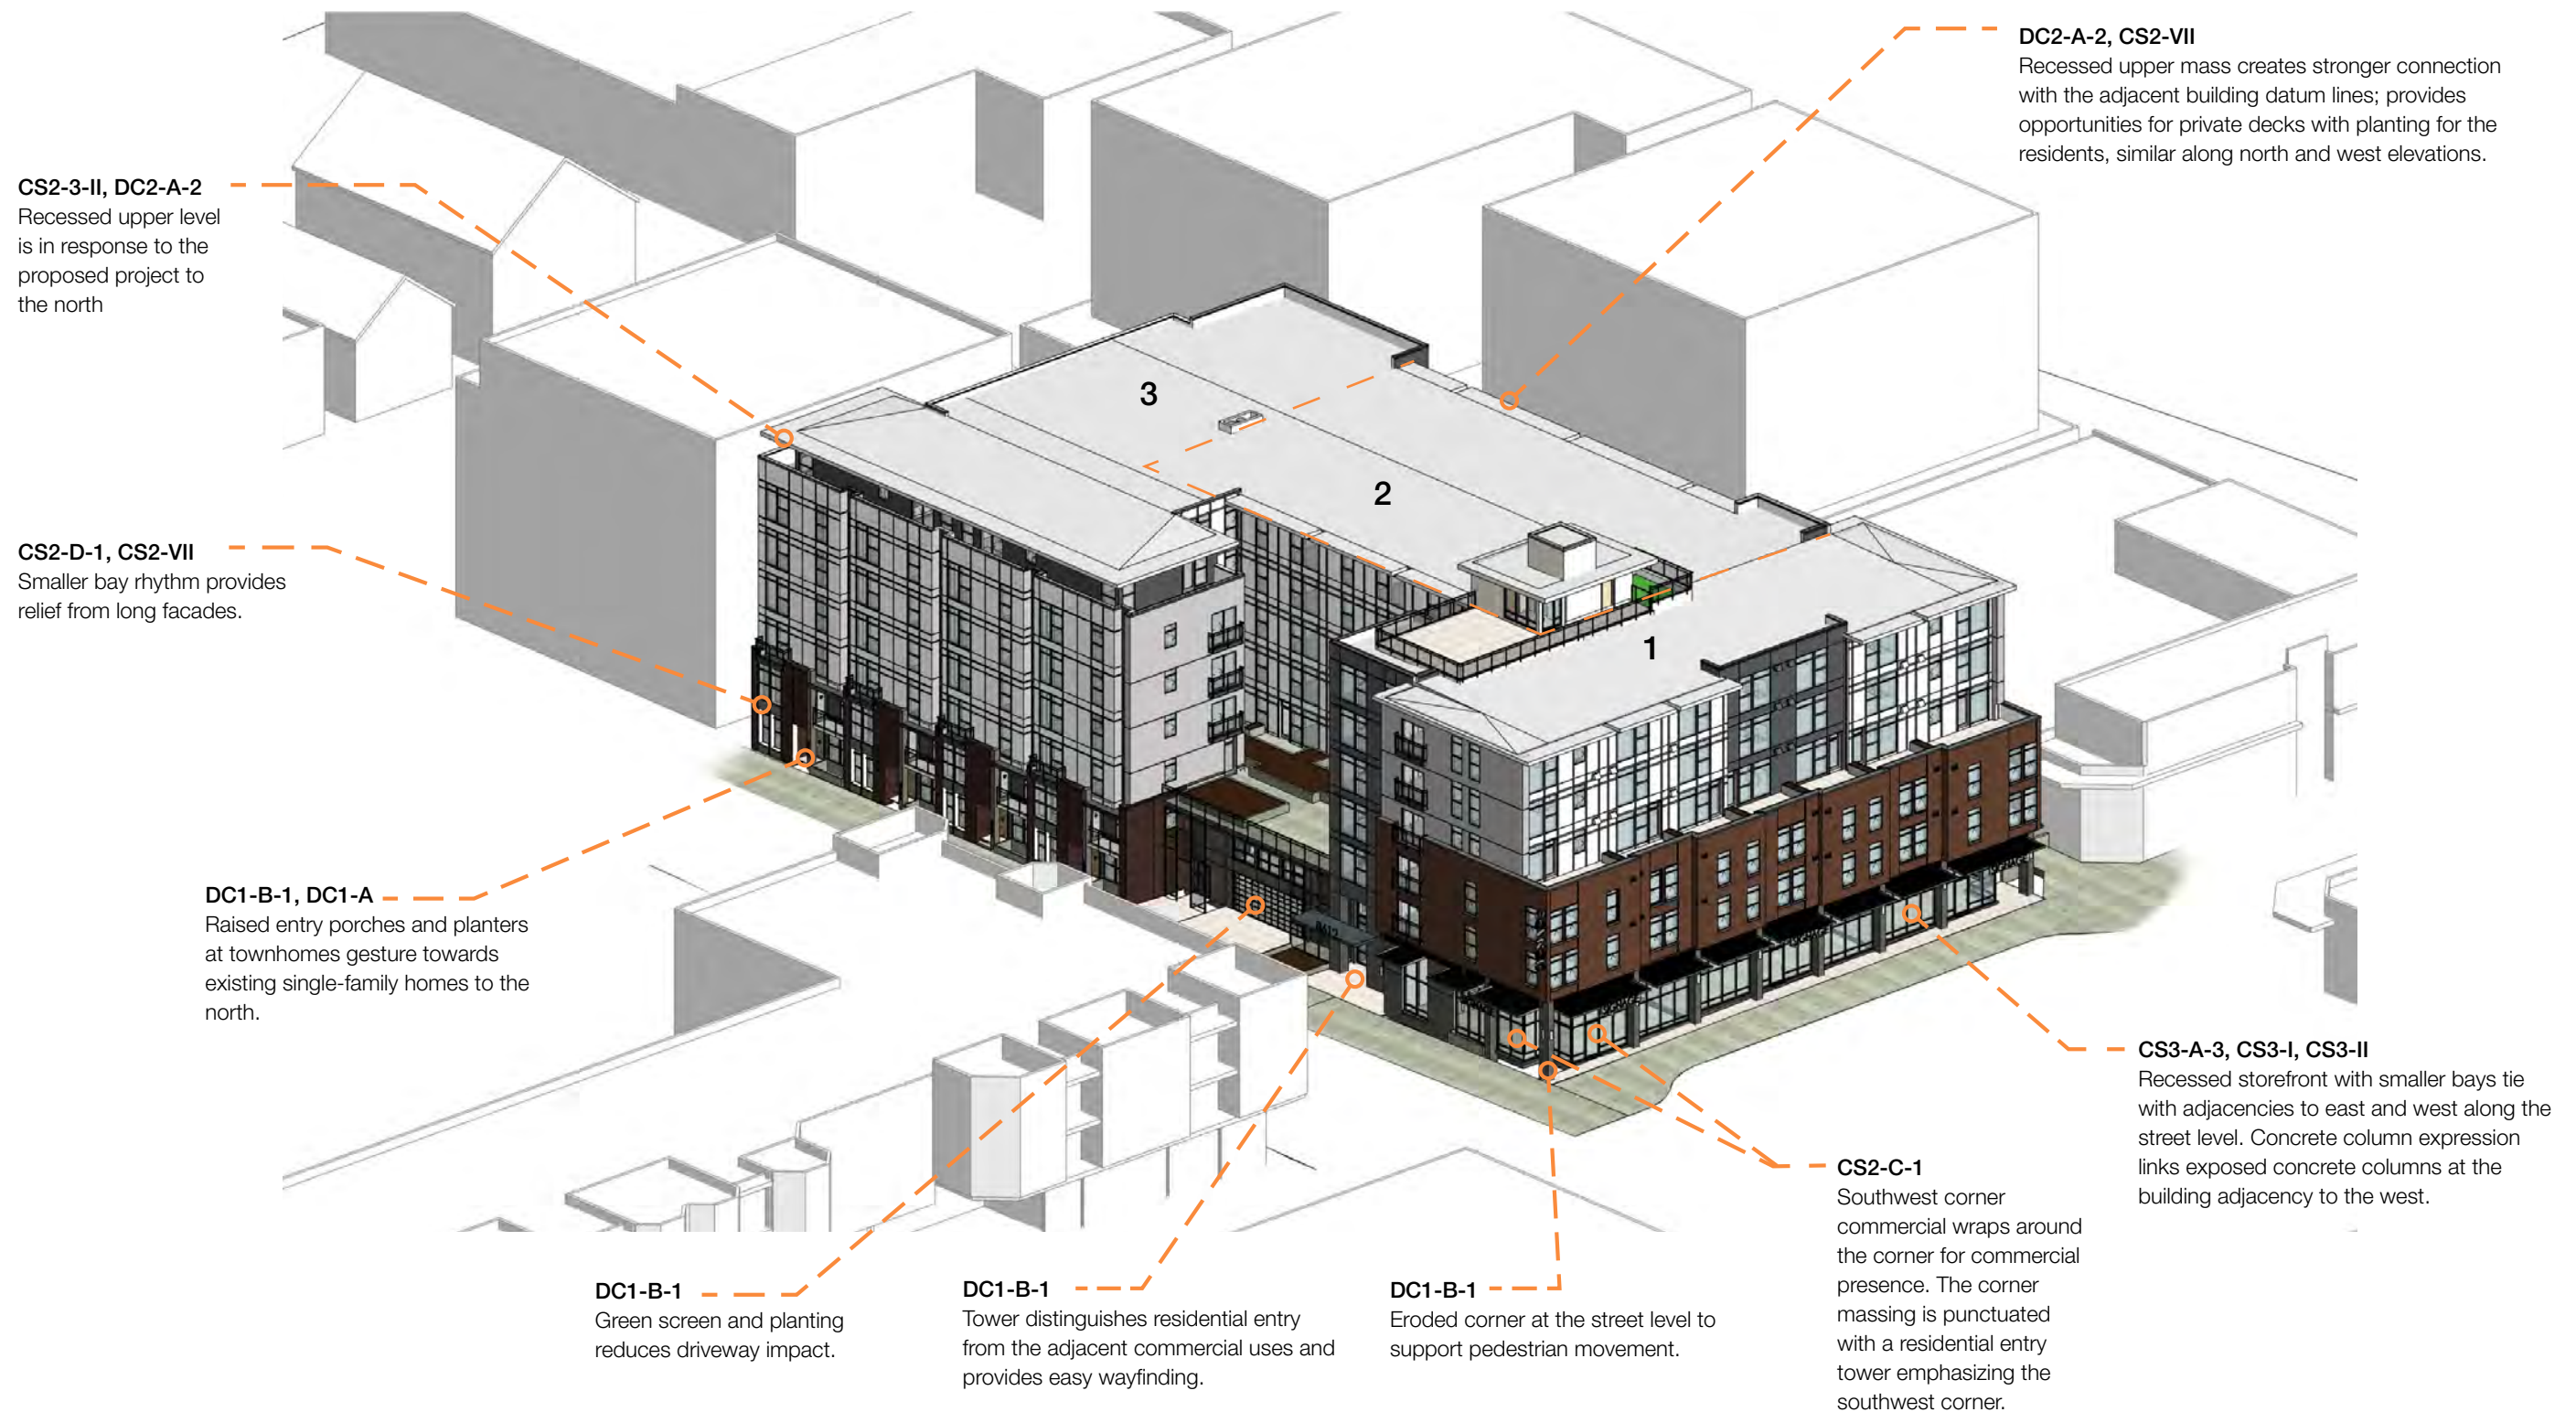 DC2-A-2, CS2-VII
Recessed upper mass creates stronger connection
with the adjacent building datum lines; provides
opportunities for private decks with planting for the
residents, similar along north and west elevations.
CS2-3-II, DC2-A-2
Recessed upper level
is in response to the
proposed project to
the north
3
2
1
CS2-D-1, CS2-VII
Smaller bay rhythm provides
relief from long facades.
DC1-B-1, DC1-A
Raised entry porches and planters
at townhomes gesture towards
existing single-family homes to the
north.
CS3-A-3, CS3-I, CS3-II
Recessed storefront with smaller bays tie
with adjacencies to east and west along the
street level. Concrete column expression
links exposed concrete columns at the
building adjacency to the west.
CS2-C-1
Southwest corner
commercial wraps around
the corner for commercial
presence. The corner
massing is punctuated
with a residential entry
tower emphasizing the
southwest corner.
DC1-B-1
Green screen and planting
reduces driveway impact.
DC1-B-1
Tower distinguishes residential entry
from the adjacent commercial uses and
provides easy wayfinding.
DC1-B-1
Eroded corner at the street level to
support pedestrian movement.